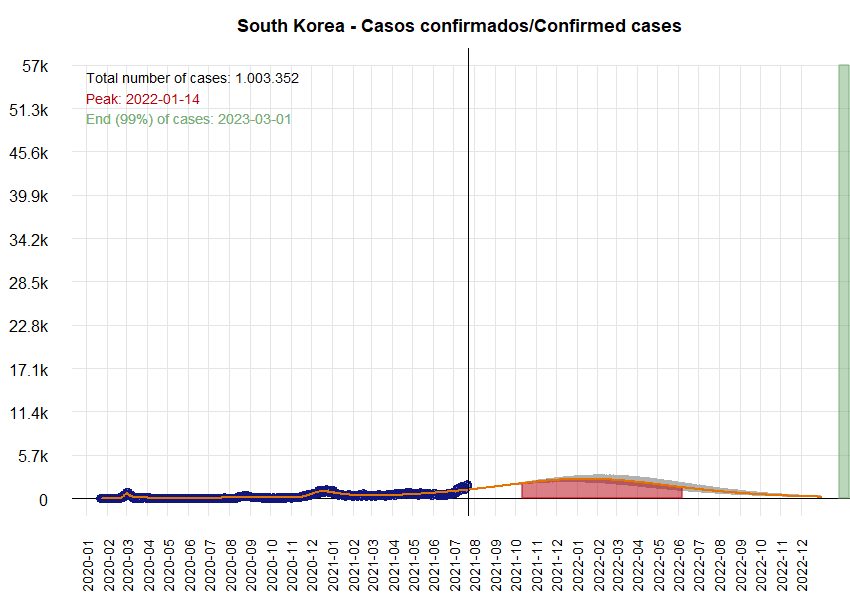 South Korea - Casos confirmados/Confirmed cases
Total number of cases: 1.003.352
Peak: 2022-01-14
End (99%) of cases: 2023-03-01
57k
51.3k
45.6k
39.9k
34.2k
28.5k
22.8k
17.1k
11.4k
5.7k
0
2020-01
2020-02
2020-03
2020-04
2020-05
2020-06
2020-07
2020-08
2020-09
2020-10
2020-11
2020-12
2021-01
2021-02
2021-03
2021-04
2021-05
2021-06
2021-07
2021-08
2021-09
2021-10
2021-11
2021-12
2022-01
2022-02
2022-03
2022-04
2022-05
2022-06
2022-07
2022-08
2022-09
2022-10
2022-11
2022-12